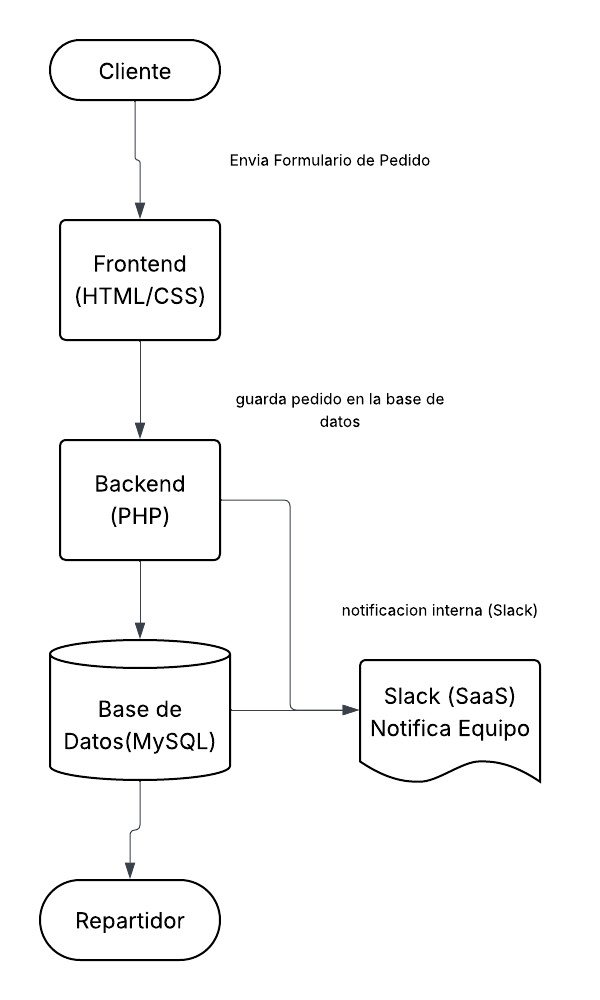 Cliente
Envia Formulario de Pedido
Frontend
(HTML/CSS)
guarda pedido en la base de
datos
Backend
(PHP)
notificacion interna (Slack)
Base de
Datos(MySQL)
Slack (SaaS)
Notifica Equipo
Repartidor